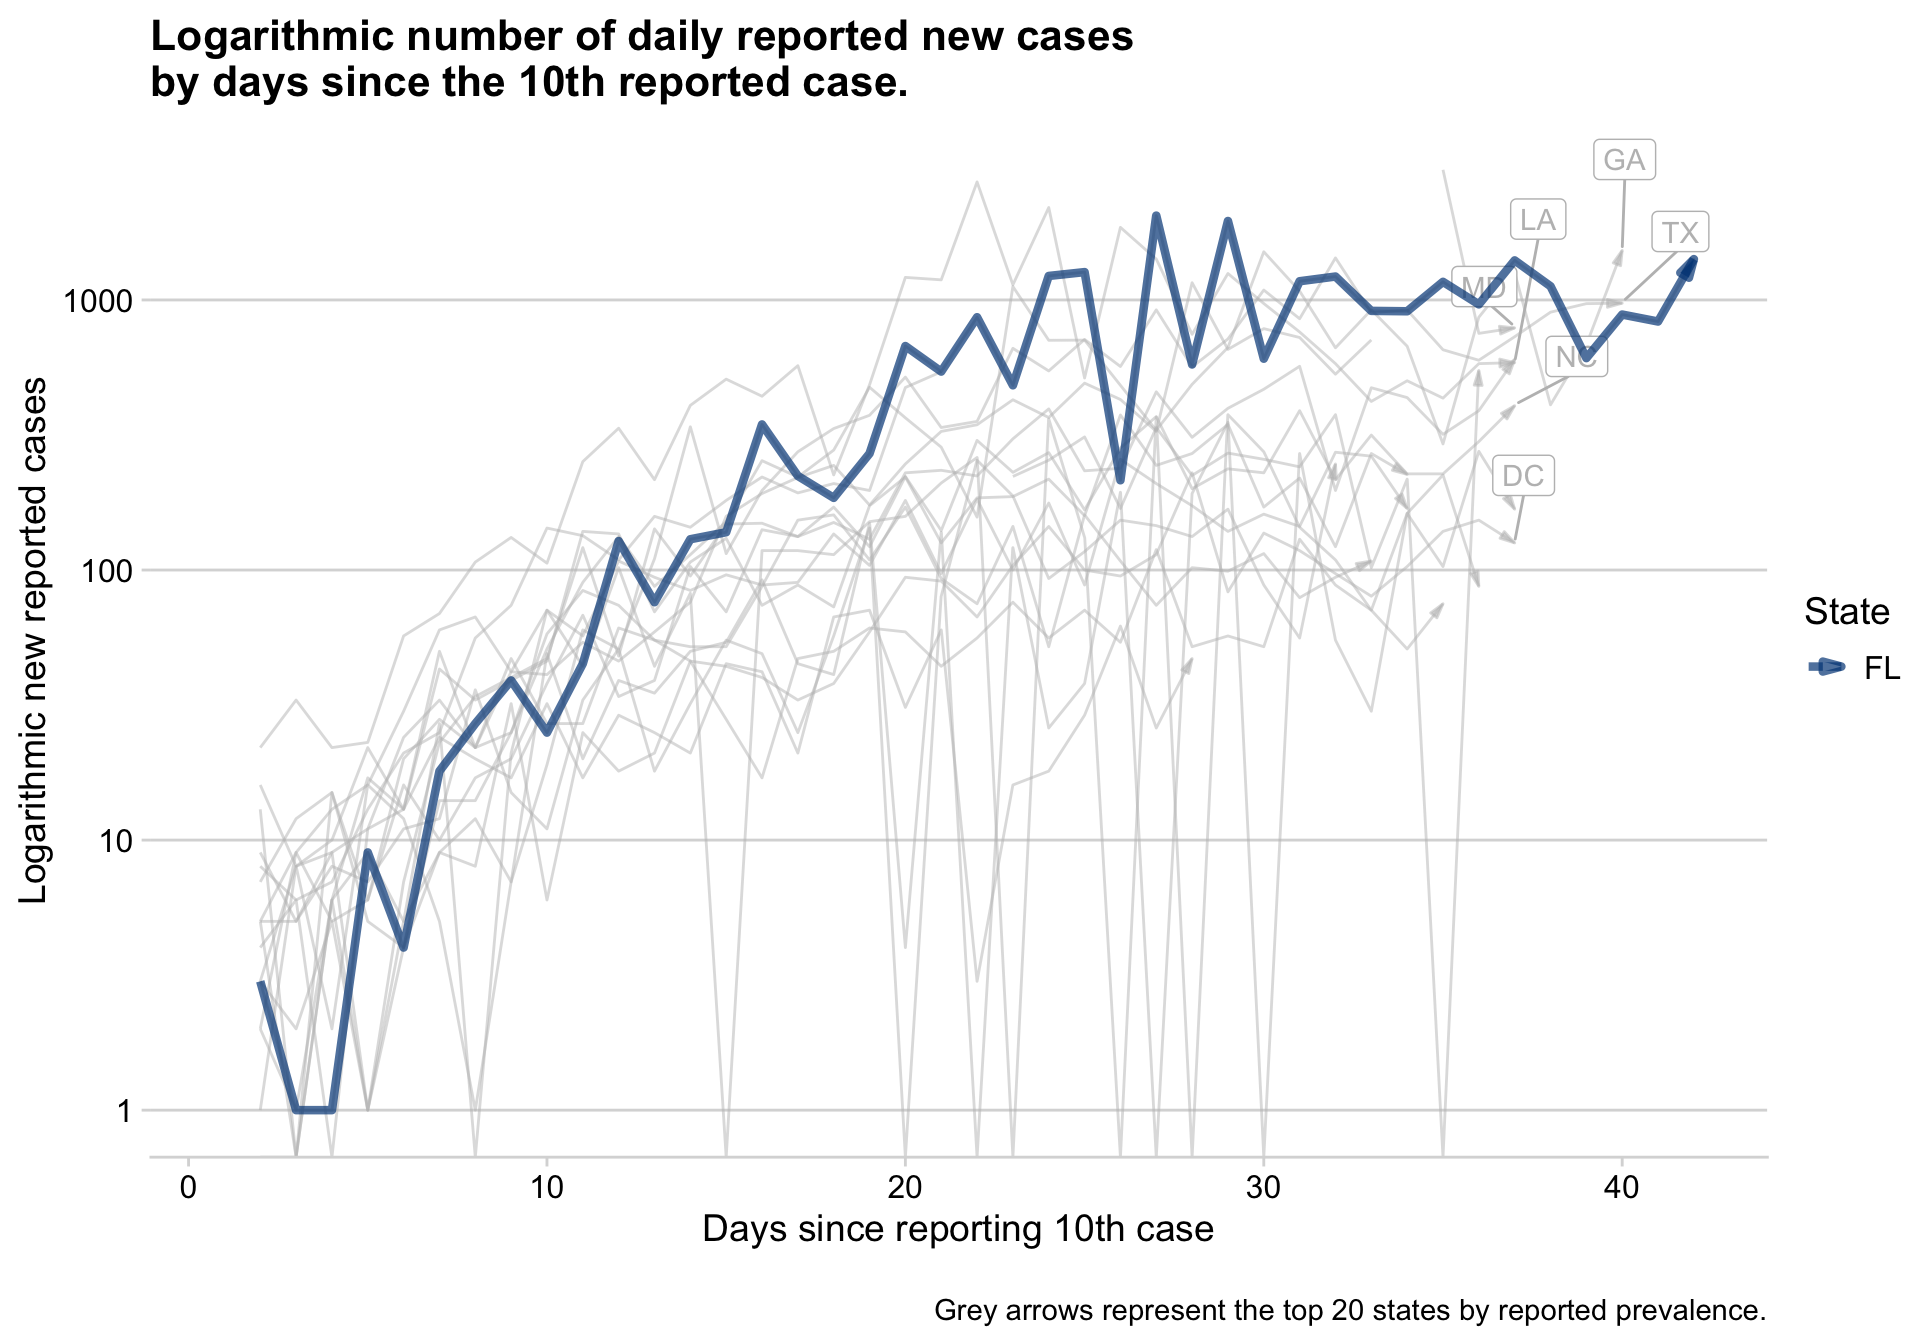 Logarithmic number of daily reported new cases
by days since the 10th reported case.
GA
LA
TX
MD
NC
DC
1000
100
10
1
Logarithmic new reported cases
0 10 20 30 40
Days since reporting 10th case
State
FL
Grey arrows represent the top 20 states by reported prevalence.